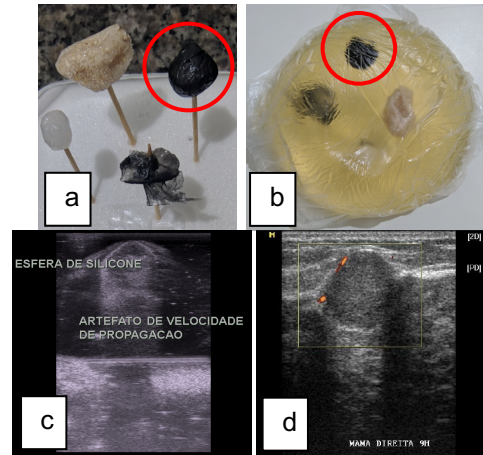 a
b
ESFERA DE SILICONE
ARTEFATO DE VELOCIDADE
DE PROPAGACAO
c
M
[2D]
[PD]
MAMA DIREITA 9H
d